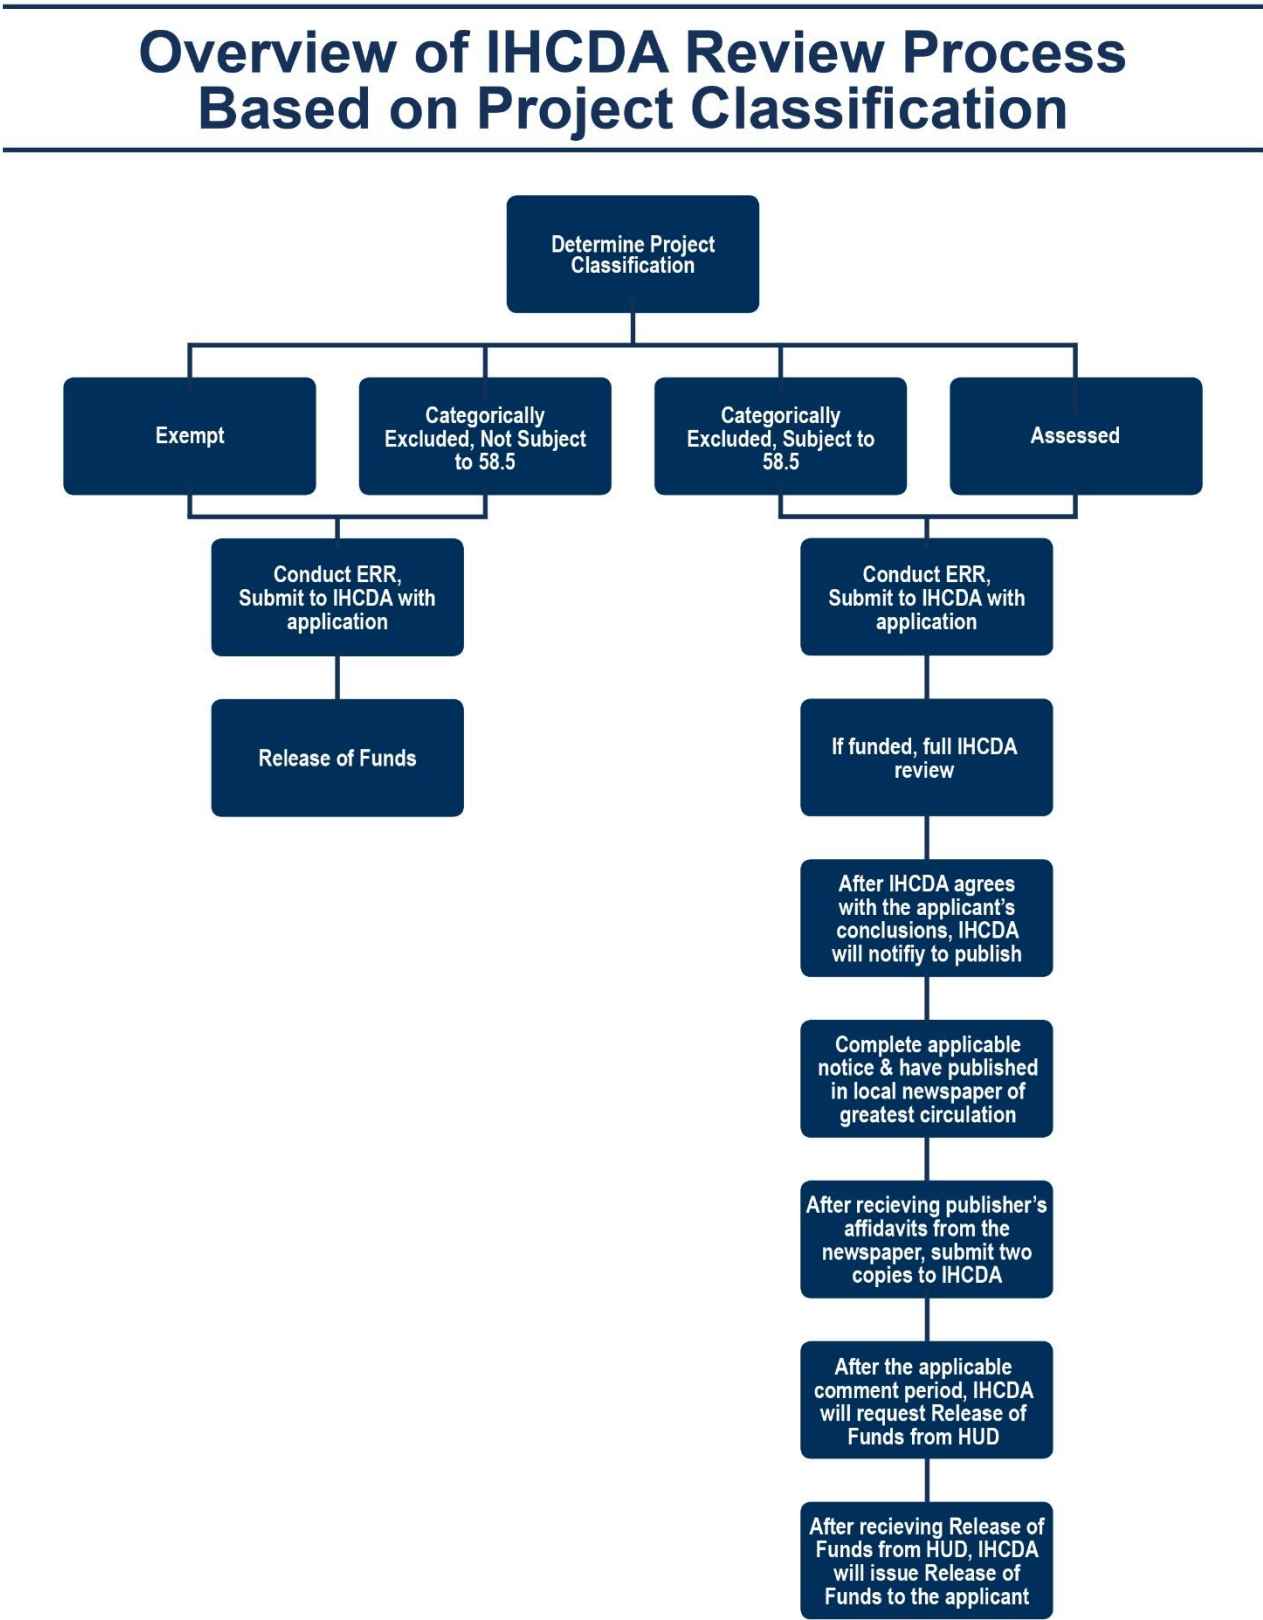 Overview of IHCDA Review Process
Based on Project Classification
Determine Project
Classification
Exempt
Categorically
Excluded, Not Subject
to 58.5
Categorically
Excluded, Subject to
58.5
Assessed
Conduct ERR,
Submit to IHCDA with
application
Release of Funds
Conduct ERR,
Submit to IHCDA with
application
If funded, full IHCDA
review
After IHCDA agrees
with the applicant’s
conclusions, IHCDA
will notifiy to publish
Complete applicable
notice & have published
in local newspaper of
greatest circulation
After recieving publisher’s
affidavits from the
newspaper, submit two
copies to IHCDA
After the applicable
comment period, IHCDA
will request Release of
Funds from HUD
After recieving Release of
Funds from HUD, IHCDA
will issue Release of
Funds to the applicant